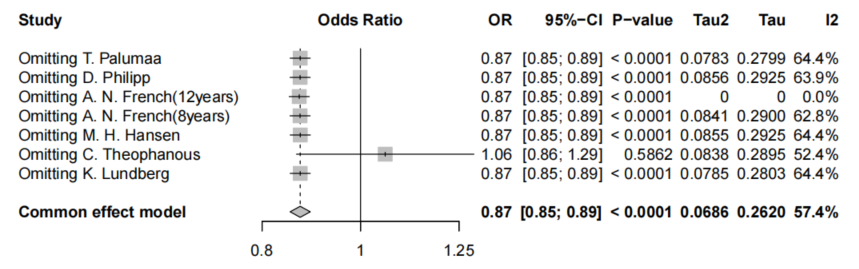 Study Odds Ratio OR 95%−CI P−value Tau2 Tau I2
Omitting T. Palumaa 0.87 [0.85; 0.89] < 0.0001 0.0783 0.2799 64.4%
Omitting D. Philipp 0.87 [0.85; 0.89] < 0.0001 0.0856 0.2925 63.9%
Omitting A. N. French(12years) 0.87 [0.85; 0.89] < 0.0001 0 0 0.0%
Omitting A. N. French(8years) 0.87 [0.85; 0.89] < 0.0001 0.0841 0.2900 62.8%
Omitting M. H. Hansen 0.87 [0.85; 0.89] < 0.0001 0.0855 0.2925 64.4%
Omitting C. Theophanous 1.06 [0.86; 1.29] 0.5862 0.0838 0.2895 52.4%
Omitting K. Lundberg 0.87 [0.85; 0.89] < 0.0001 0.0785 0.2803 64.4%
Common effect model 0.87 [0.85; 0.89] < 0.0001 0.0686 0.2620 57.4%
0.8 1 1.25